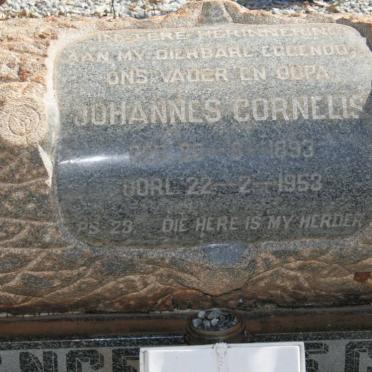 AAN MY DIERBARE EGGENOOT
ONS VADER EN OUPA
JOHANNES CORNELIS
1893
OORL 22-2-1953
PS 23 DIE HERE IS MY HERDER